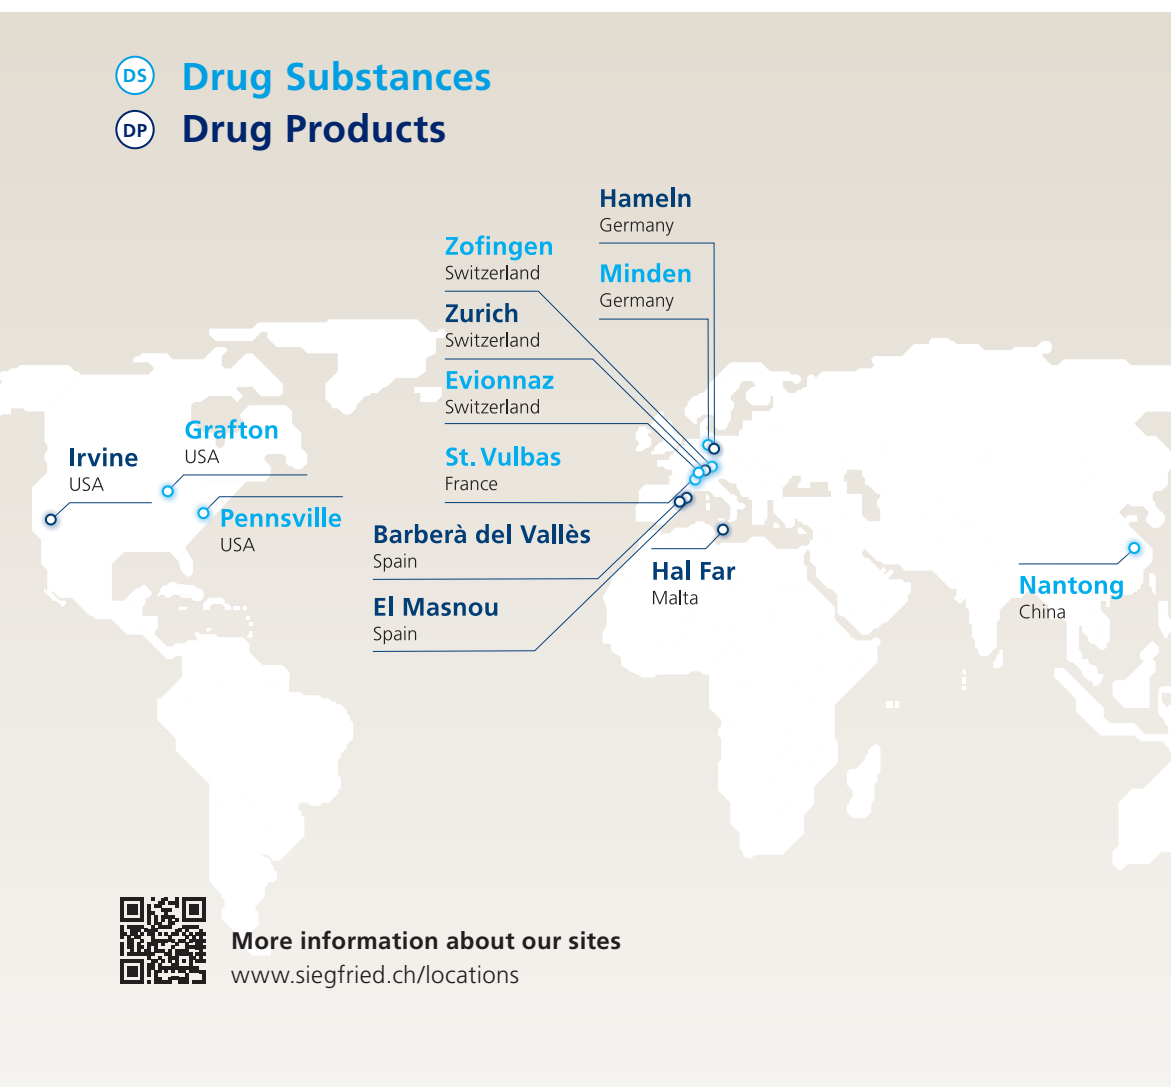 DS Drug Substances
DP Drug Products
Hameln
Germany
Zofingen
Switzerland
Minden
Germany
Zurich
Switzerland
Evionnaz
Switzerland
Grafton
USA
Irvine
USA
St. Vulbas
France
Pennsville
USA
Barberà del Vallès
Spain
Hal Far
Malta
Nantong
China
El Masnou
Spain
More information about our sites
www.siegfried.ch/locations